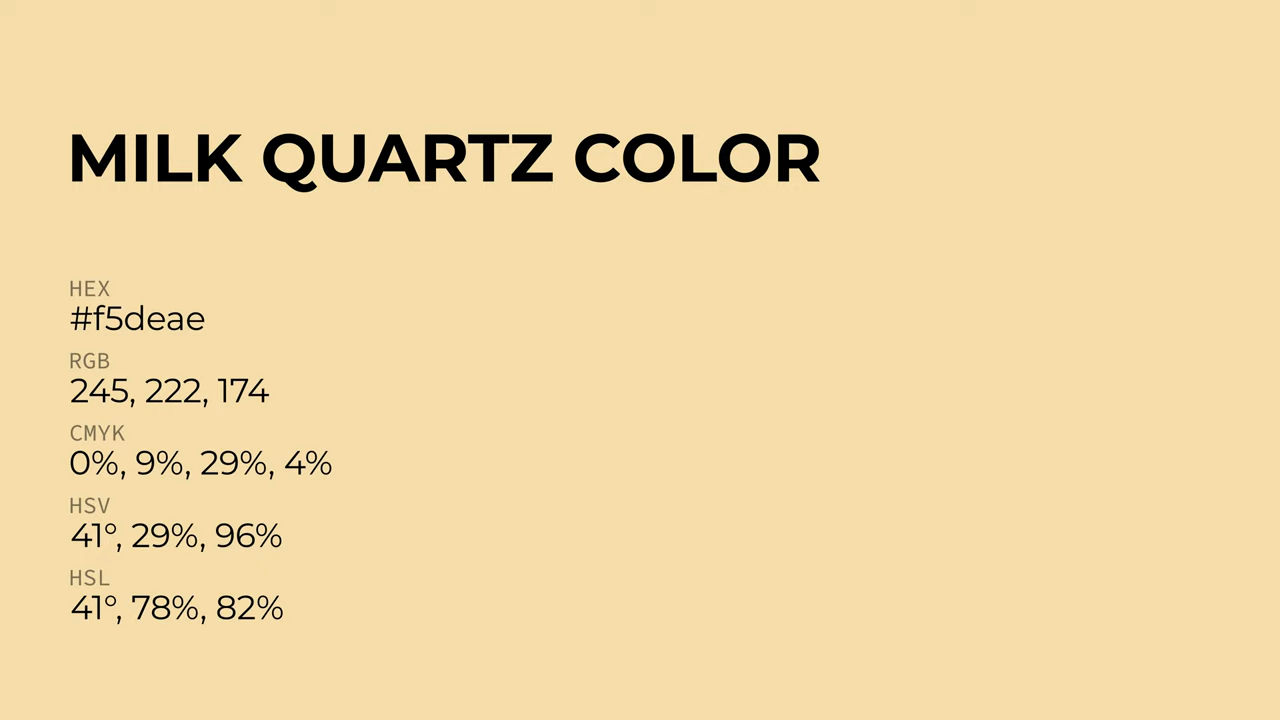 MILK QUARTZ COLOR
HEX
#f5deae
RGB
245, 222, 174
CMYK
0%, 9%, 29%, 4%
HSV
41°, 29%, 96%
HSL
41°, 78%, 82%